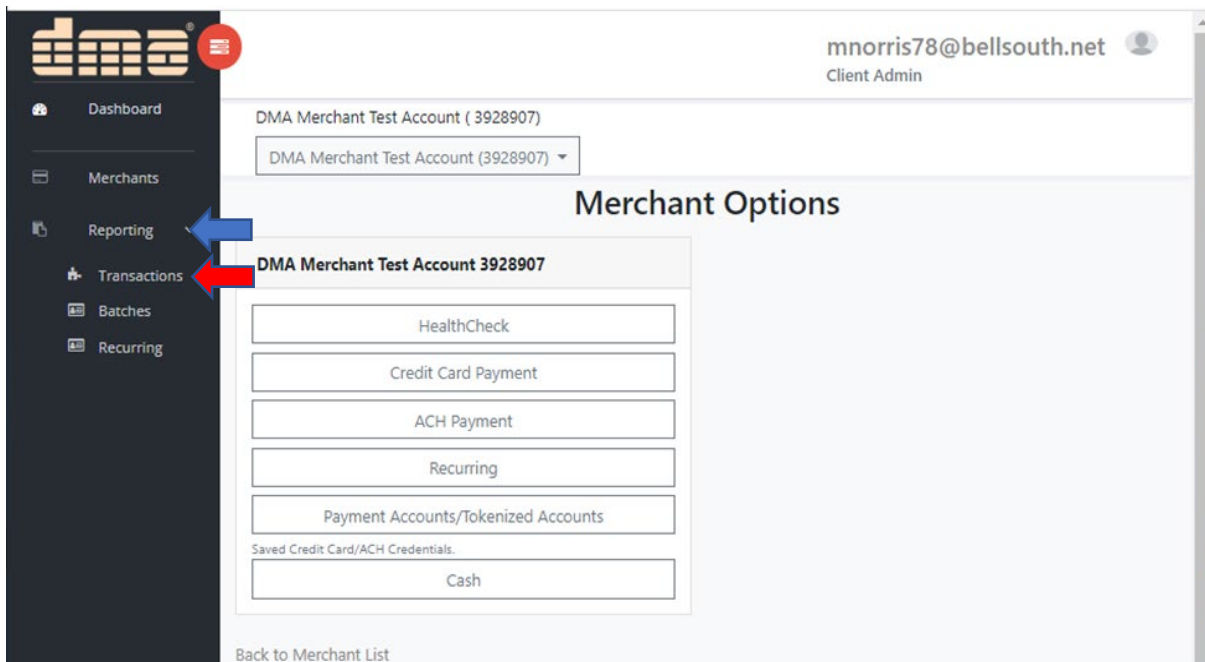 dma®
mnorris78@bellsouth.net
Client Admin
Dashboard
Merchants
Reporting
Transactions
Batches
Recurring
DMA Merchant Test Account ( 3928907)
DMA Merchant Test Account (3928907)
Merchant Options
DMA Merchant Test Account 3928907
HealthCheck
Credit Card Payment
ACH Payment
Recurring
Payment Accounts/Tokenized Accounts
Saved Credit Card/ACH Credentials.
Cash
Back to Merchant List